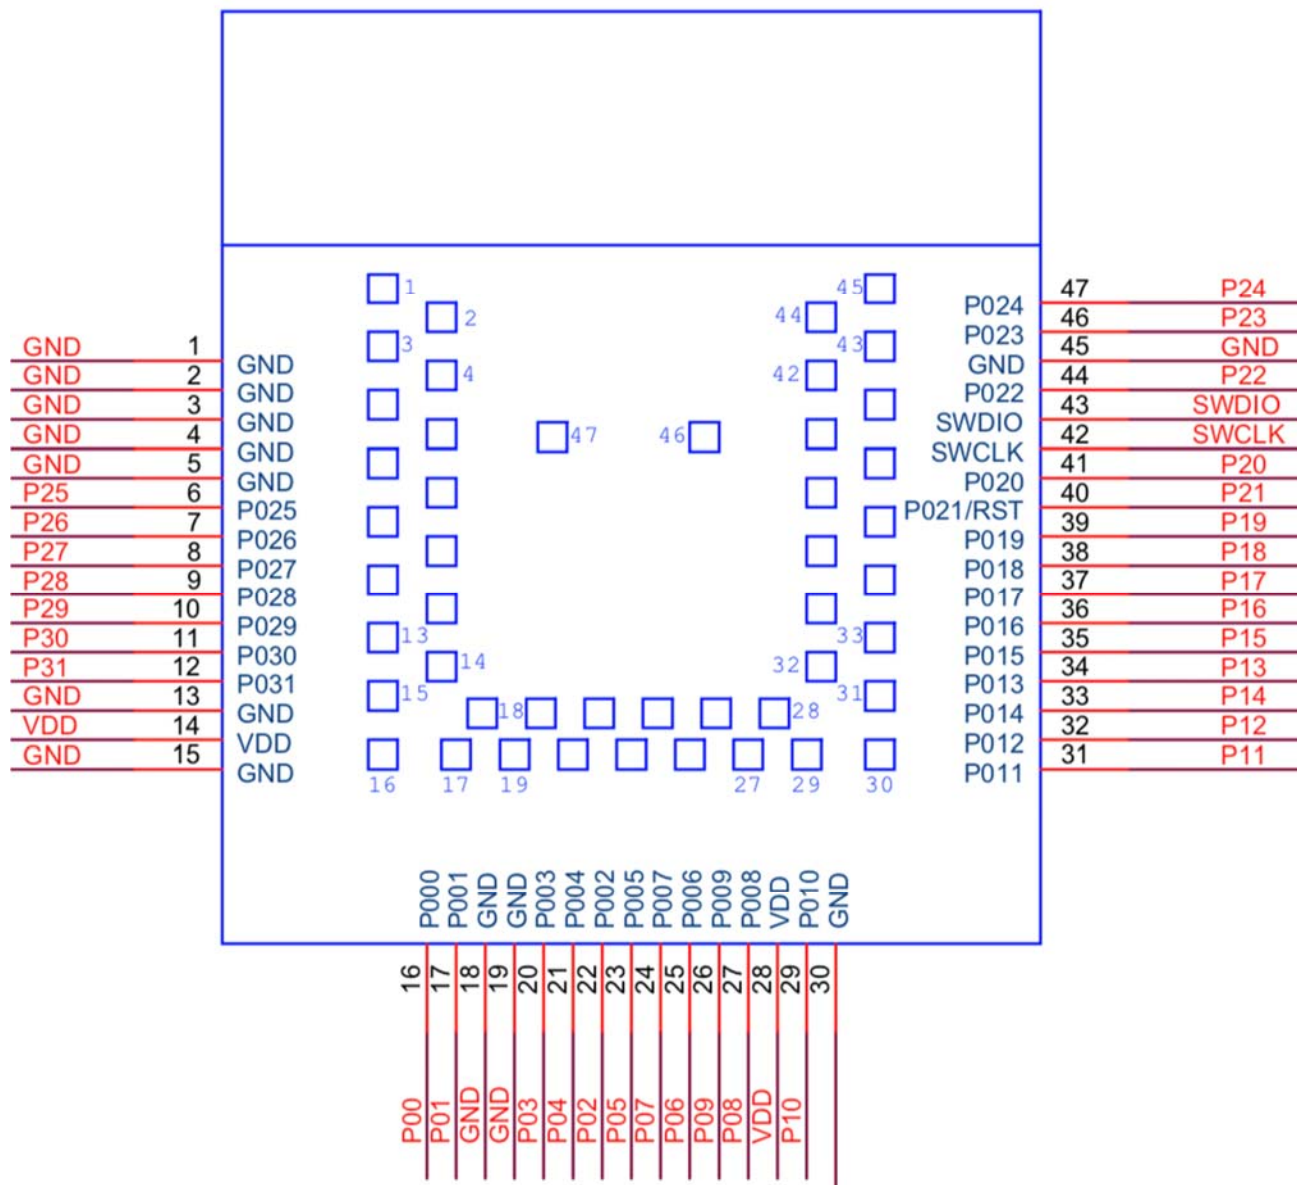 GND 1 GND
GND 2 GND
GND 3 GND
GND 4 GND
GND 5 GND
P25 6 P025
P26 7 P026
P27 8 P027
P28 9 P028
P29 10 P029
P30 11 P030
P31 12 P031
GND 13 GND
VDD 14 VDD
GND 15 GND
1 45
2 44
3 43
4 42
47 46
13 33
14 32
15 31
18 28
16 17 19 27 29 30
P024 47 P24
P023 46 P23
GND 45 GND
P022 44 P22
SWDIO 43 SWDIO
SWCLK 42 SWCLK
P020 41 P20
P021/RST 40 P21
P019 39 P19
P018 38 P18
P017 37 P17
P016 36 P16
P015 35 P15
P013 34 P13
P014 33 P14
P012 32 P12
P011 31 P11
P000 P001 GND GND P003 P004 P002 P005 P007 P006 P009 P008 VDD P010 GND
16 17 18 19 20 21 22 23 24 25 26 27 28 29 30
P00 P01 GND GND P03 P04 P02 P05 P07 P06 P09 P08 VDD P10